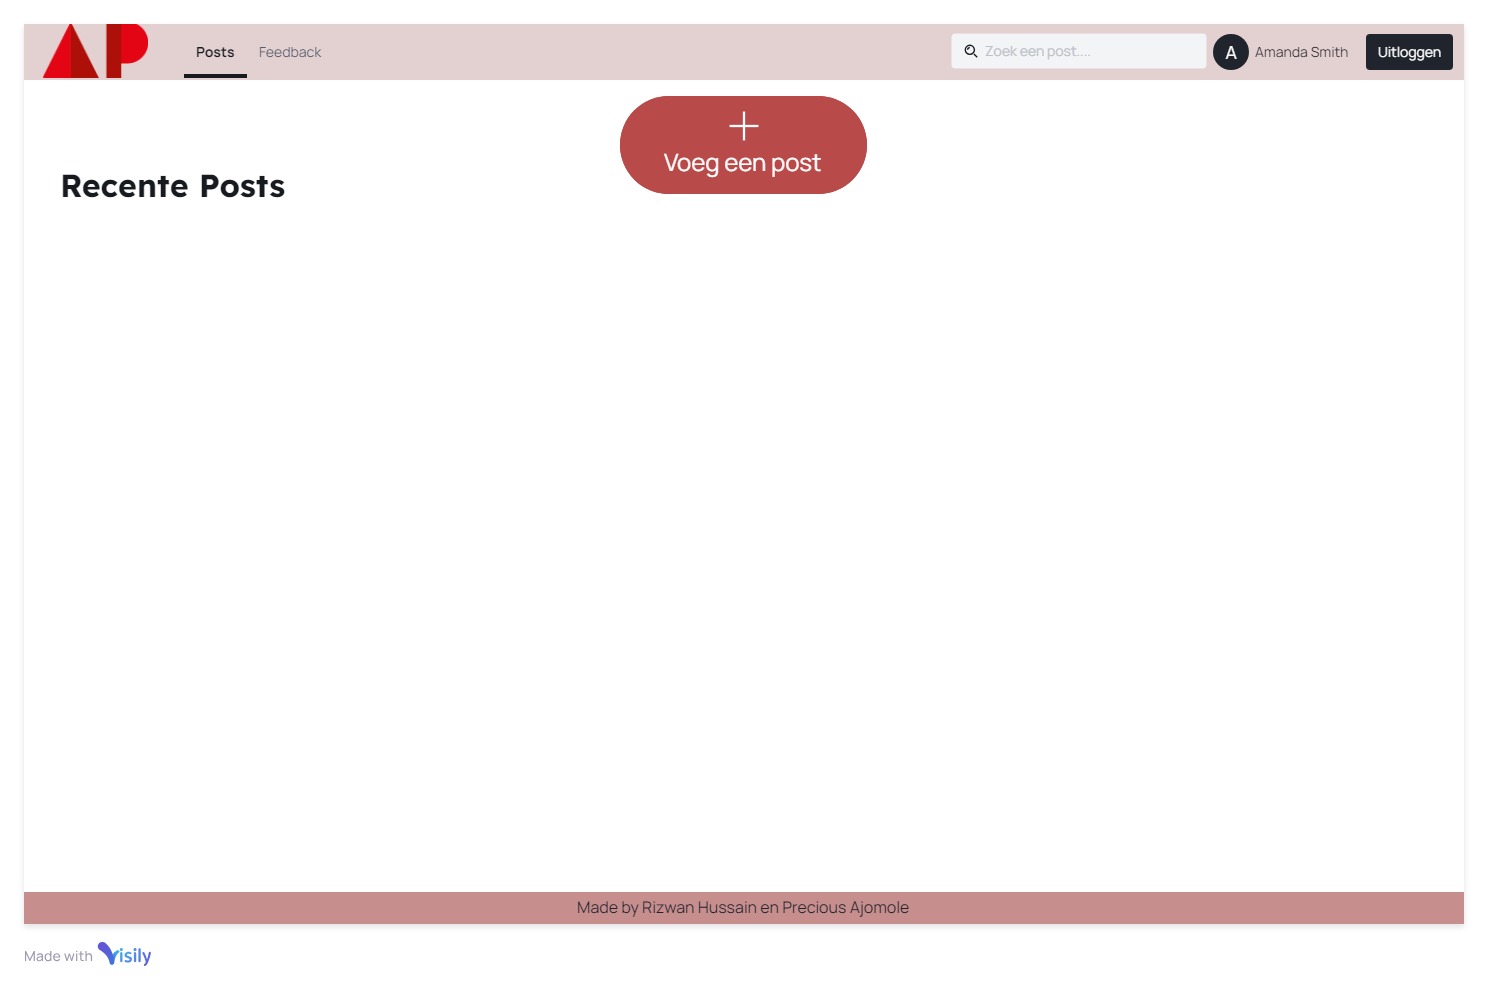 AP
Posts
Feedback
Zoek een post....
A
Amanda Smith
Uitloggen
Voeg een post
Recente Posts
Made by Rizwan Hussain en Precious Ajomole
Made with Visily